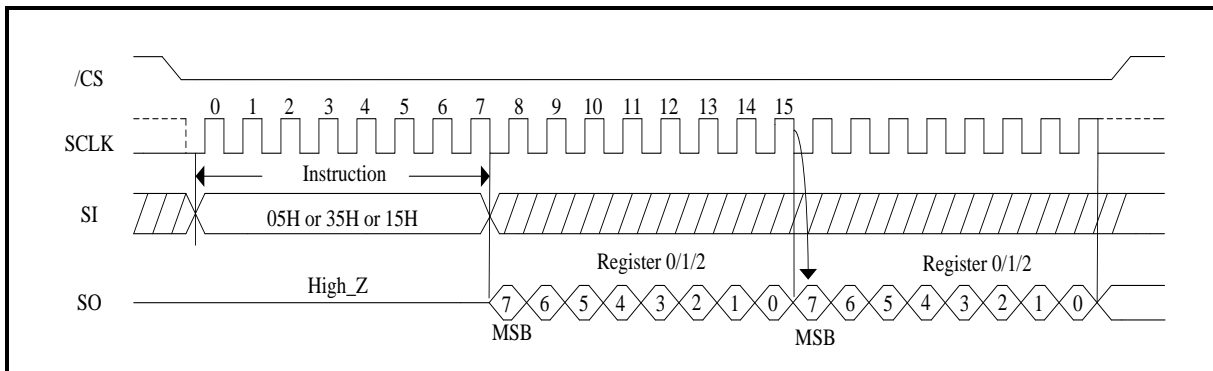 /CS
0 1 2 3 4 5 6 7 8 9 10 11 12 13 14 15
SCLK
Instruction
SI
05H or 35H or 15H
Register 0/1/2 Register 0/1/2
High_Z
SO
7 6 5 4 3 2 1 0 7 6 5 4 3 2 1 0
MSB MSB